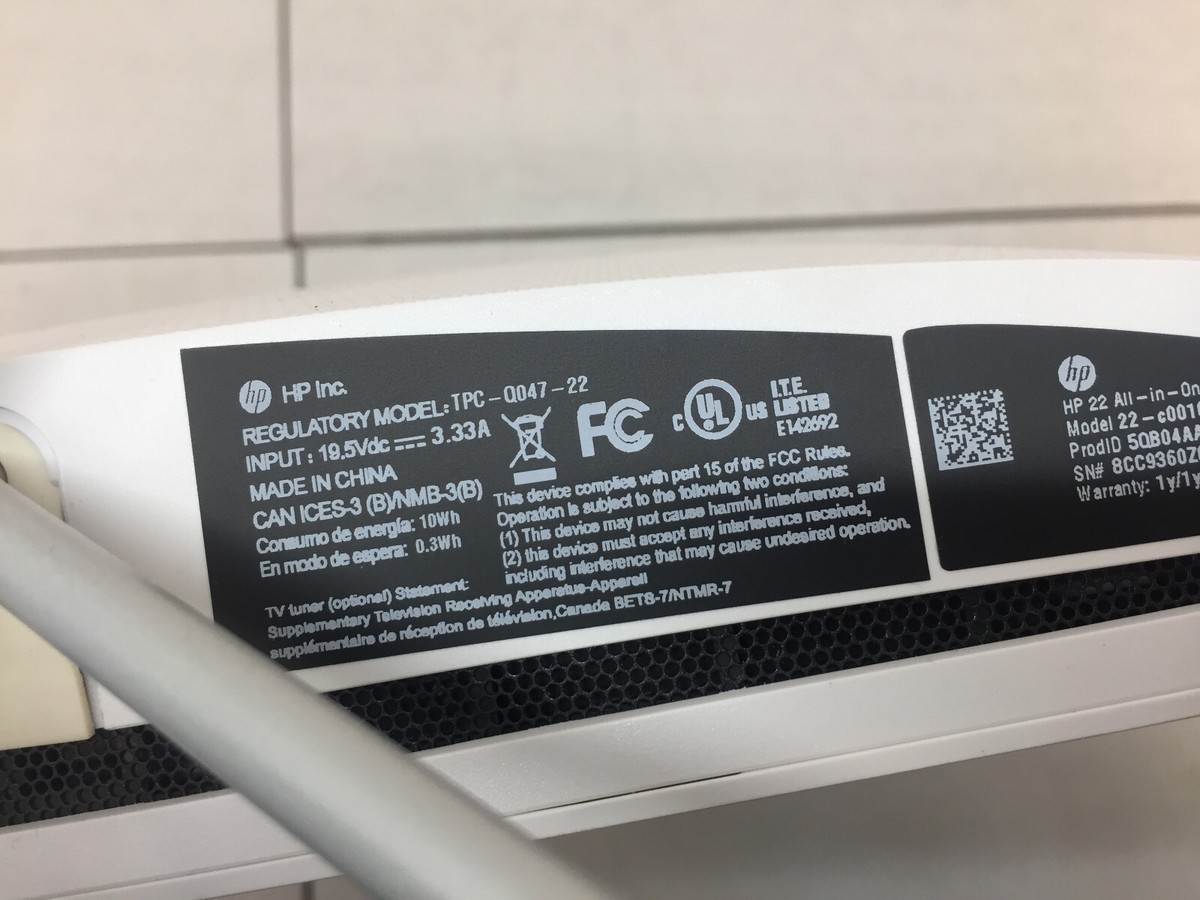 hp HP Inc.
REGULATORY MODEL: TPC-Q047-22
INPUT: 19.5Vdc 3.33A
MADE IN CHINA
CAN ICES-3 (B)/NMB-3(B)
Consumo de energía: 10Wh
En modo de espera: 0.3Wh
FC
c UL us
I.T.E.
LISTED
E142692
This device complies with part 15 of the FCC Rules.
Operation is subject to the following two conditions:
(1) This device may not cause harmful interference, and
(2) this device must accept any interference received,
including interference that may cause undesired operation.
TV tuner (optional) Statement:
Supplementary Television Receiving Apparatus-Appareil
supplémentaire de réception de télévision,Canada BETS-7/NTMR-7
hp
HP 22 All-in-On
Model 22-c001
ProdID 5QB04AA
SN# 8CC9360Z
Warranty: 1y/1y